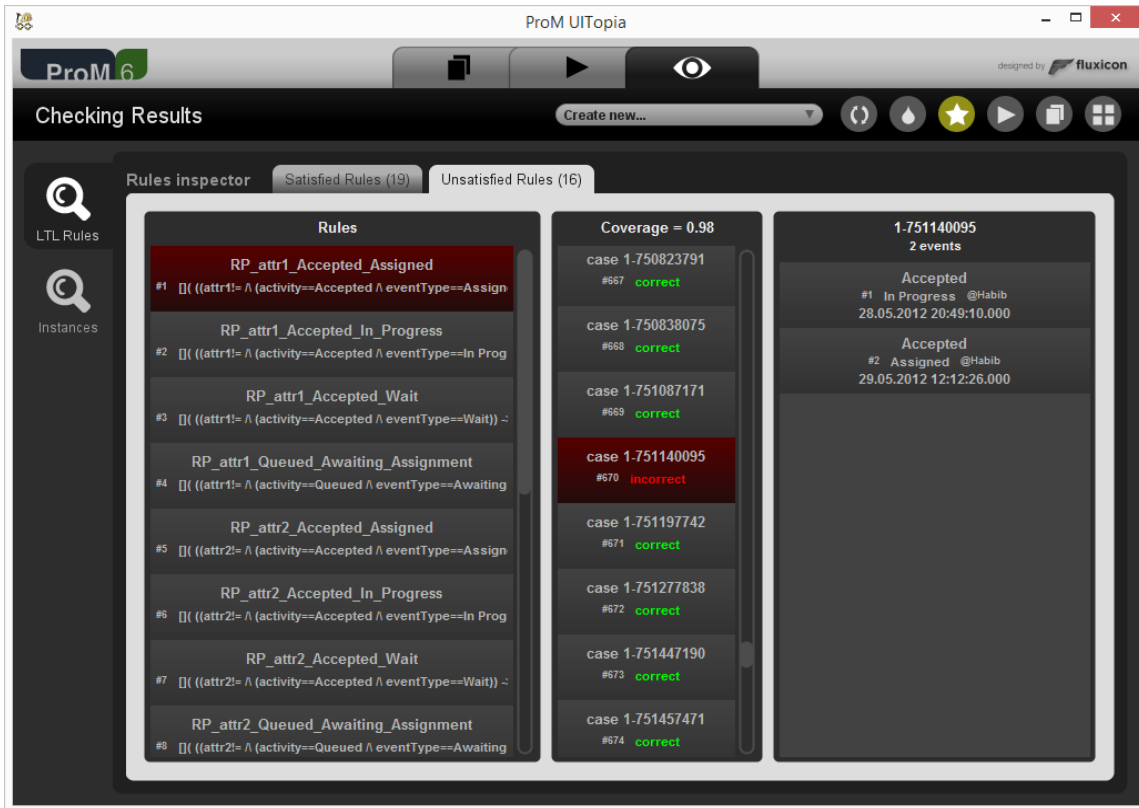 ProM UITopia
ProM 6
designed by fluxicon
Checking Results
Create new...
LTL Rules
Instances
Rules inspector
Satisfied Rules (19)
Unsatisfied Rules (16)
Rules
RP_attr1_Accepted_Assigned
#1 []( ((attr1!= /\ (activity==Accepted /\ eventType==Assign
RP_attr1_Accepted_In_Progress
#2 []( ((attr1!= /\ (activity==Accepted /\ eventType==In Prog
RP_attr1_Accepted_Wait
#3 []( ((attr1!= /\ (activity==Accepted /\ eventType==Wait)) -
RP_attr1_Queued_Awaiting_Assignment
#4 []( ((attr1!= /\ (activity==Queued /\ eventType==Awaiting
RP_attr2_Accepted_Assigned
#5 []( ((attr2!= /\ (activity==Accepted /\ eventType==Assign
RP_attr2_Accepted_In_Progress
#6 []( ((attr2!= /\ (activity==Accepted /\ eventType==In Prog
RP_attr2_Accepted_Wait
#7 []( ((attr2!= /\ (activity==Accepted /\ eventType==Wait)) -
RP_attr2_Queued_Awaiting_Assignment
#8 []( ((attr2!= /\ (activity==Queued /\ eventType==Awaiting
Coverage = 0.98
case 1-750823791
#667 correct
case 1-750838075
#668 correct
case 1-751087171
#669 correct
case 1-751140095
#670 incorrect
case 1-751197742
#671 correct
case 1-751277838
#672 correct
case 1-751447190
#673 correct
case 1-751457471
#674 correct
1-751140095
2 events
Accepted
#1 In Progress @Habib
28.05.2012 20:49:10.000
Accepted
#2 Assigned @Habib
29.05.2012 12:12:26.000